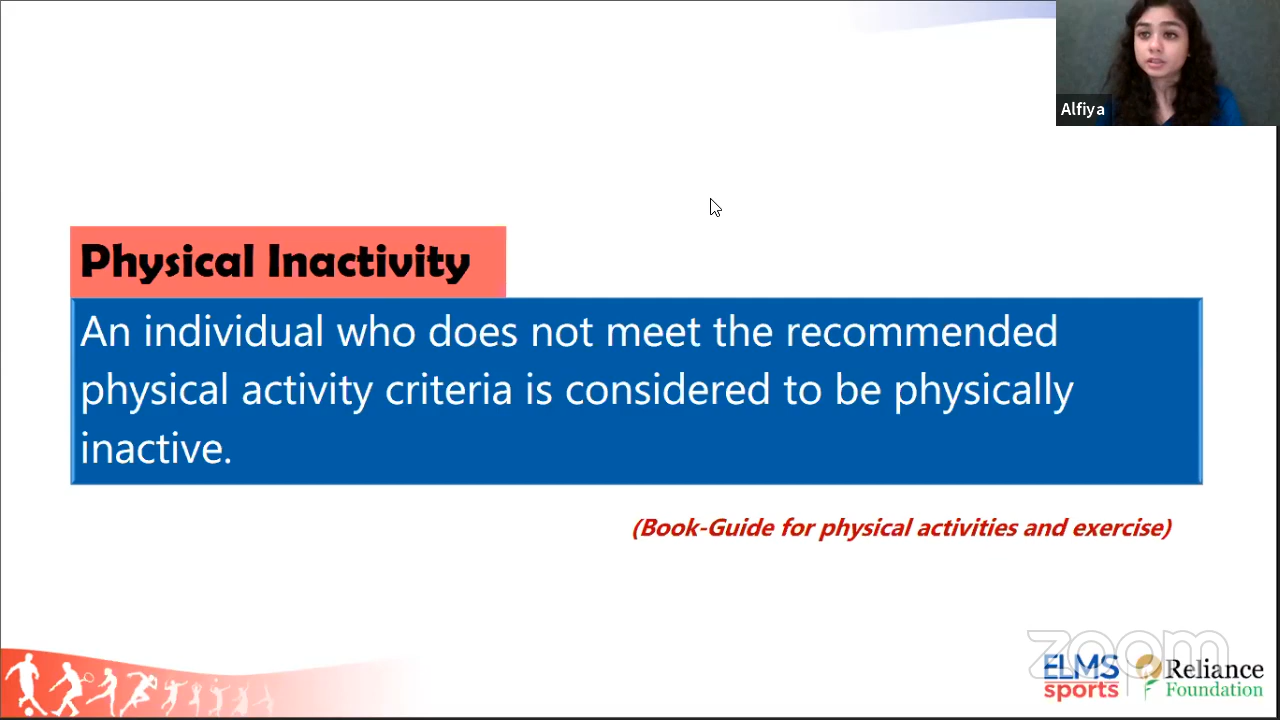 Alfiya
Physical Inactivity
An individual who does not meet the recommended
physical activity criteria is considered to be physically
inactive.
(Book-Guide for physical activities and exercise)
zoom
ELMS
sports
Reliance
Foundation